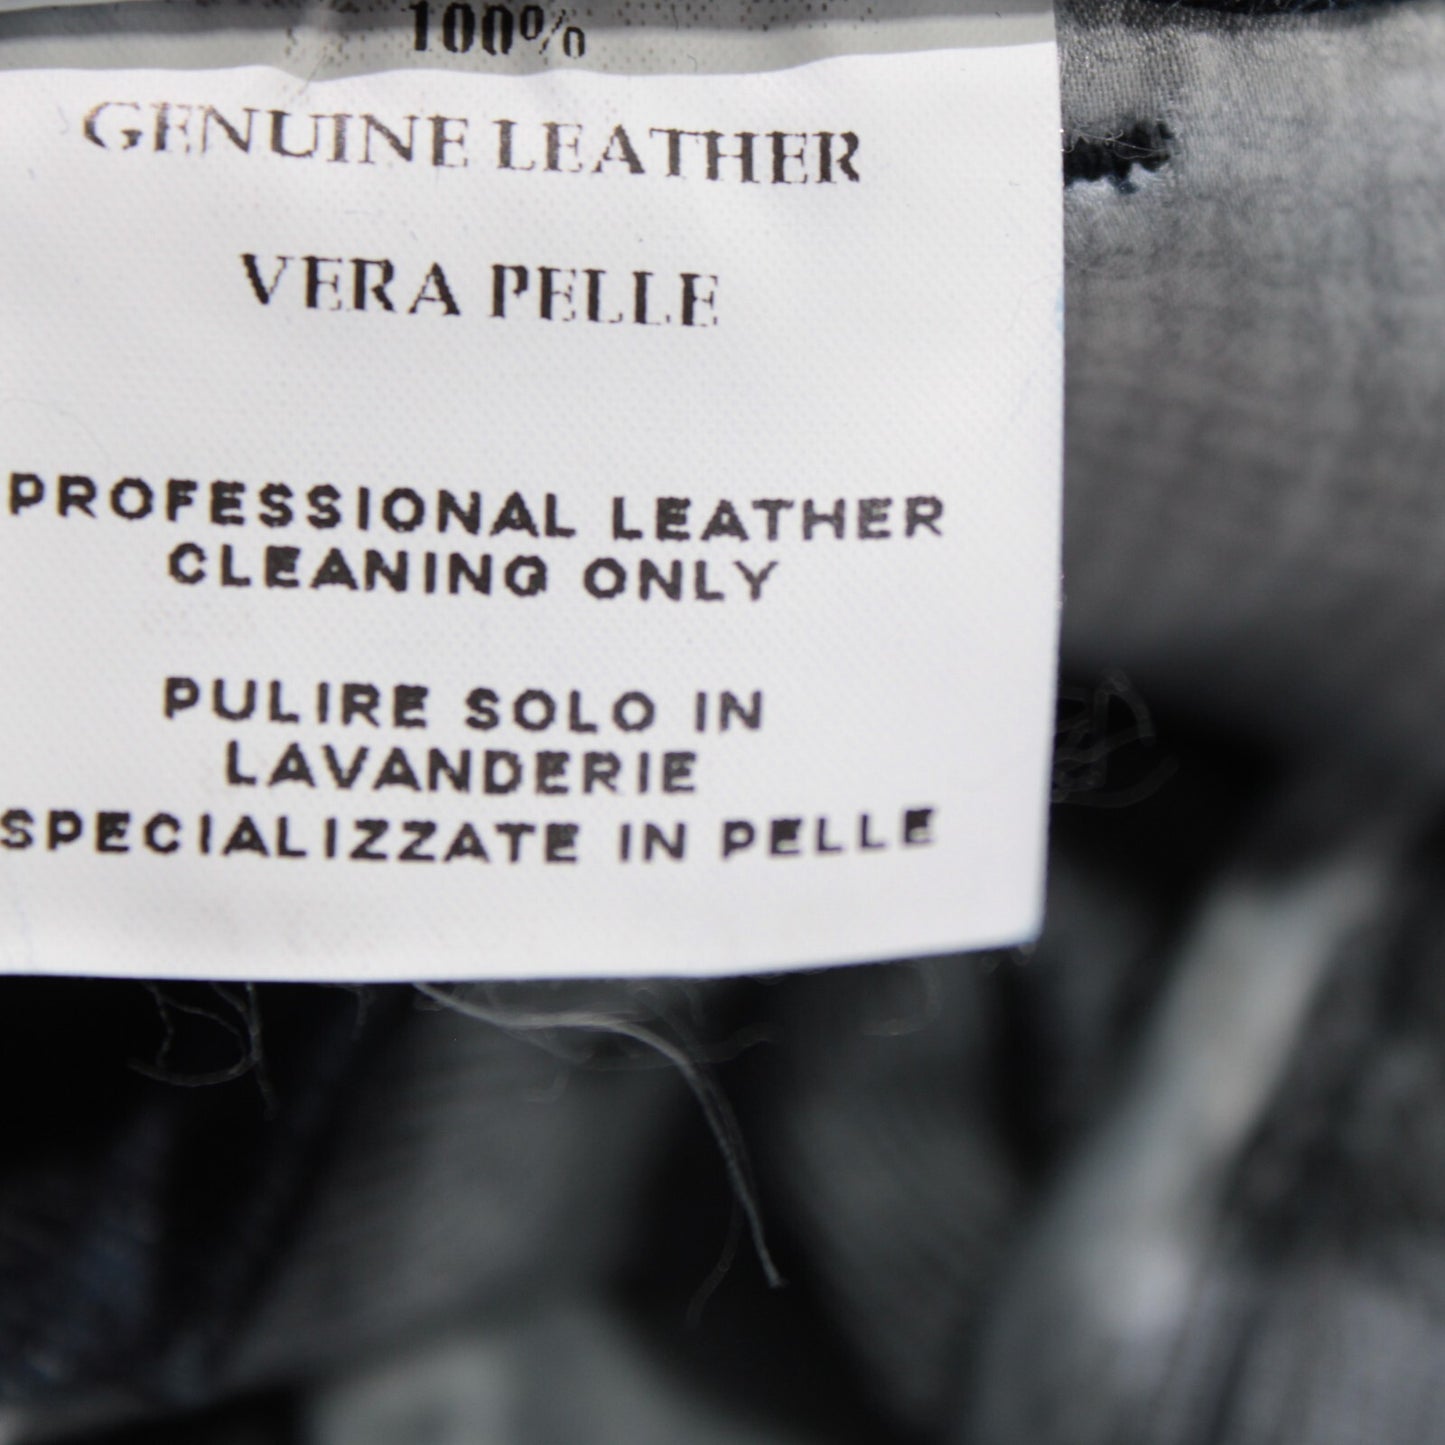 100%
GENUINE LEATHER
VERA PELLE
PROFESSIONAL LEATHER
CLEANING ONLY
PULIRE SOLO IN
LAVANDERIE
SPECIALIZZATE IN PELLE